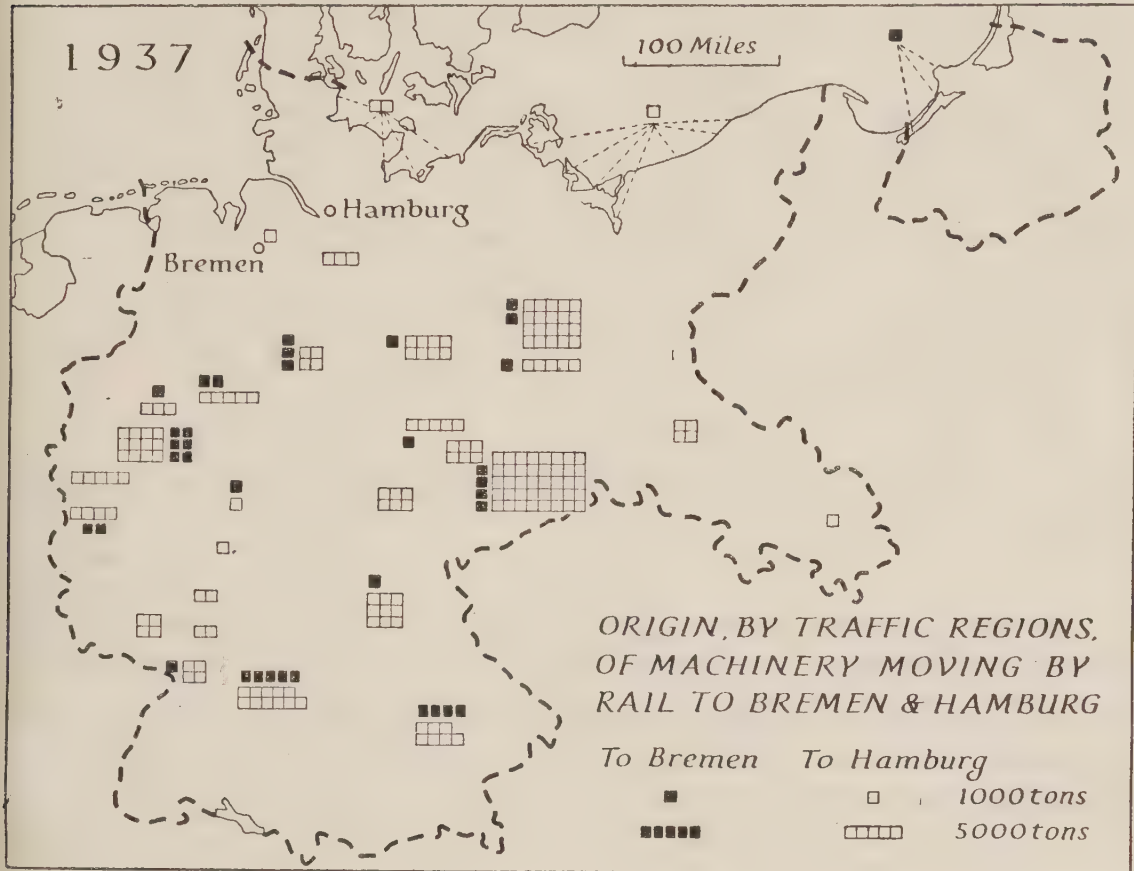 1937
100 Miles
Hamburg
Bremen
ORIGIN, BY TRAFFIC REGIONS,
OF MACHINERY MOVING BY
RAIL TO BREMEN & HAMBURG
To Bremen To Hamburg
1000 tons
5000 tons